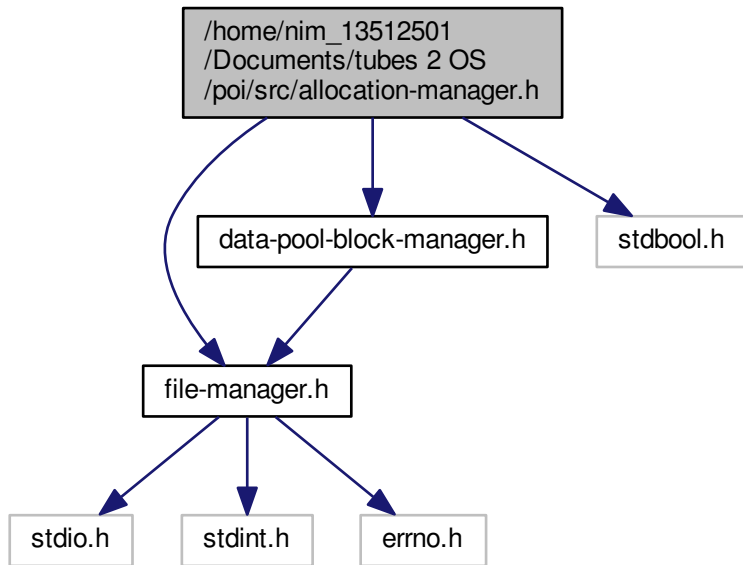 /home/nim_13512501
/Documents/tubes 2 OS
/poi/src/allocation-manager.h
data-pool-block-manager.h
stdbool.h
file-manager.h
stdio.h
stdint.h
errno.h